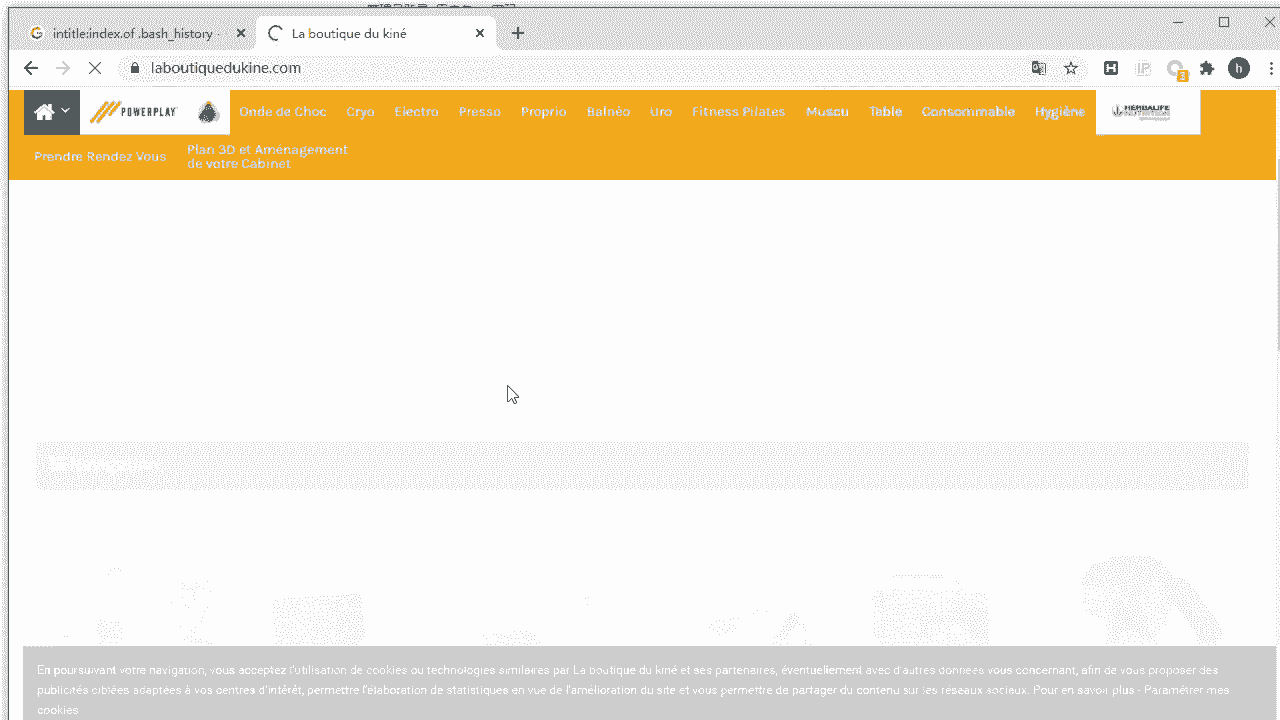 intitle:index.of .bash_history -
La boutique du kiné
laboutiquedukine.com
POWERPLAY
Onde de Choc Cryo Electro Presso Proprio Balnéo Uro Fitness Pilates Muscu Table Consommable Hygiène
HERBALIFE
Prendre Rendez Vous
Plan 3D et Aménagement
de votre Cabinet
En poursuivant votre navigation, vous acceptez l'utilisation de cookies ou technologies similaires par La boutique du kiné et ses partenaires, éventuellement avec d'autres données vous concernant, afin de vous proposer des
publicités ciblées adaptées à vos centres d'intérêt, permettre l'élaboration de statistiques en vue de l'amélioration du site et vous permettre de partager du contenu sur les réseaux sociaux. Pour en savoir plus - Paramétrer mes
cookies